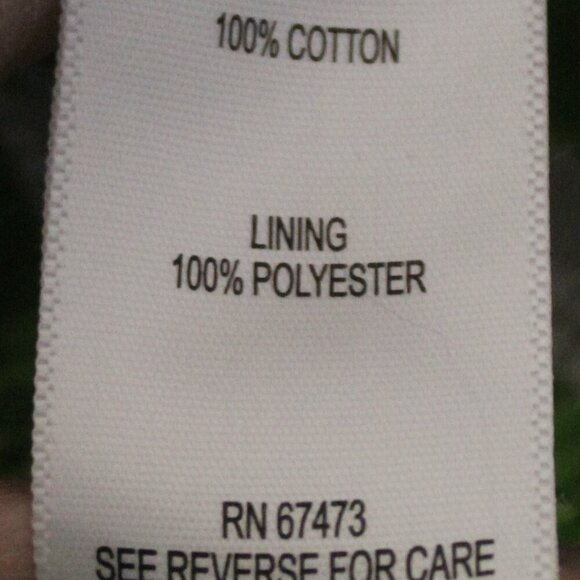 100% COTTON
LINING
100% POLYESTER
RN 67473
SEE REVERSE FOR CARE